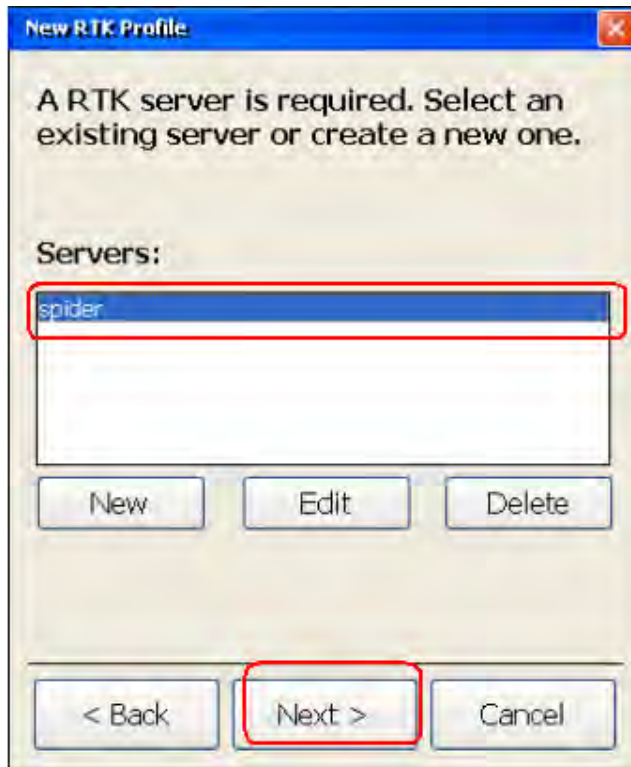 New RTK Profile
A RTK server is required. Select an
existing server or create a new one.
Servers:
spider
New Edit Delete
< Back Next > Cancel